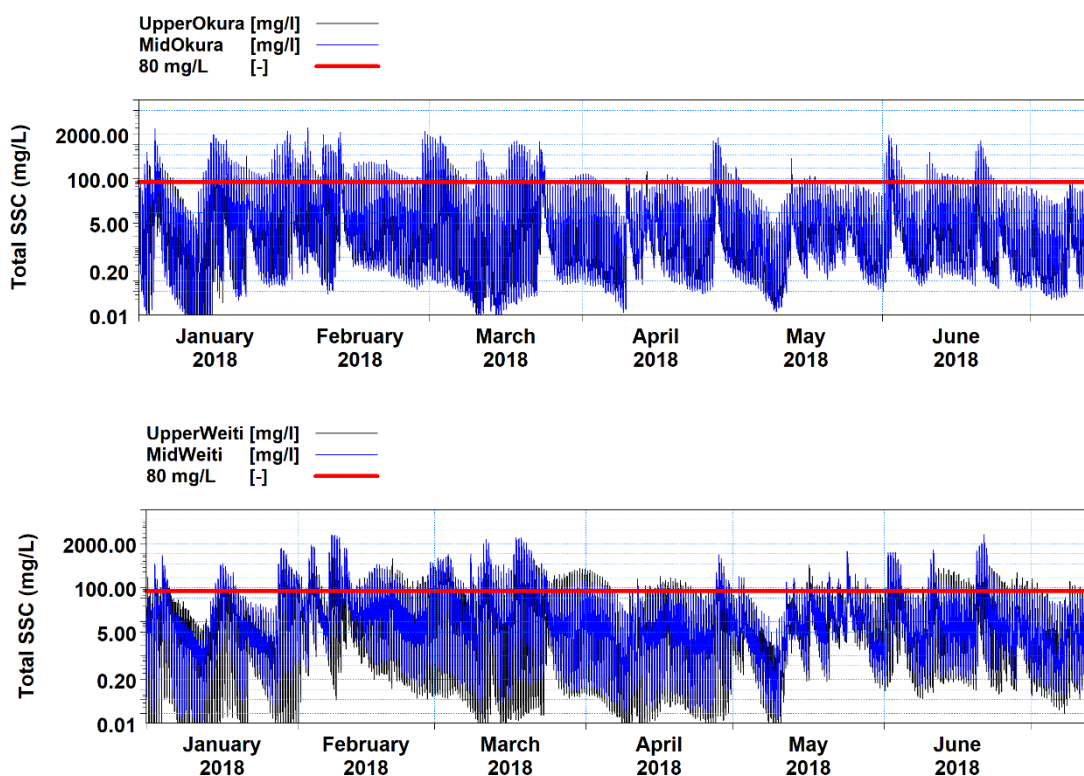 UpperOkura [mg/l]
MidOkura [mg/l]
80 mg/L [-]
Total SSC (mg/L)
2000.00
100.00
5.00
0.20
0.01
January February March April May June
2018 2018 2018 2018 2018 2018
UpperWeiti [mg/l]
MidWeiti [mg/l]
80 mg/L [-]
Total SSC (mg/L)
2000.00
100.00
5.00
0.20
0.01
January February March April May June
2018 2018 2018 2018 2018 2018